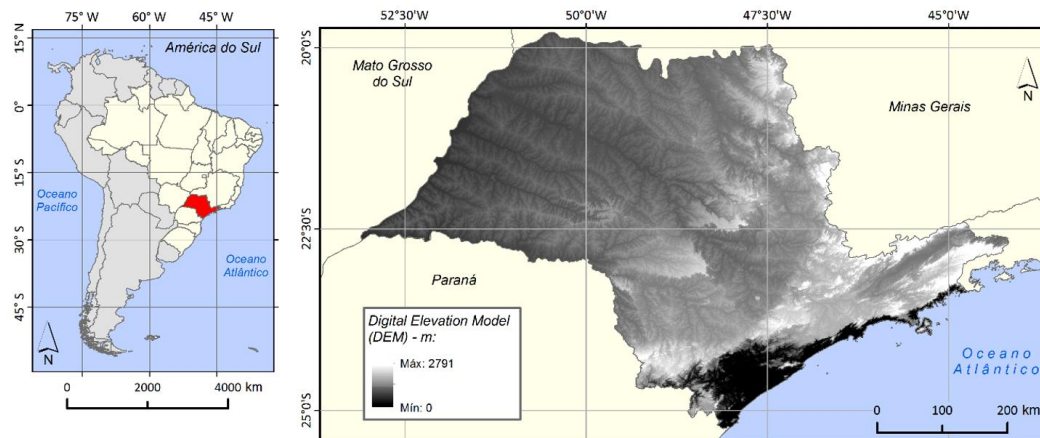 75°W 60°W 45°W
15°N
América do Sul
0°
15°S
Oceano
Pacífico
30°S
Oceano
Atlântico
45°S
N
0 2000 4000 km
52°30'W 50°0'W 47°30'W 45°0'W
20°0'S
Mato Grosso
do Sul
Minas Gerais
N
22°30'S
Paraná
Digital Elevation Model
(DEM) - m:
Máx: 2791
Mín: 0
Oceano
Atlântico
25°0'S
0 100 200 km